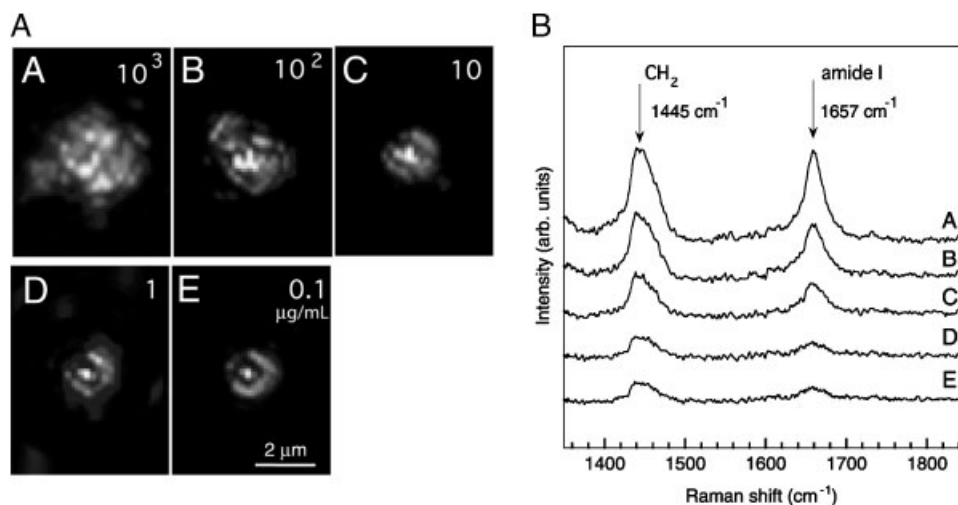 A
A 10³
B 10²
C 10
D 1
E 0.1
µg/mL
2 µm
B
CH₂
1445 cm⁻¹
amide I
1657 cm⁻¹
A
B
C
D
E
Intensity (arb. units)
1400 1500 1600 1700 1800
Raman shift (cm⁻¹)